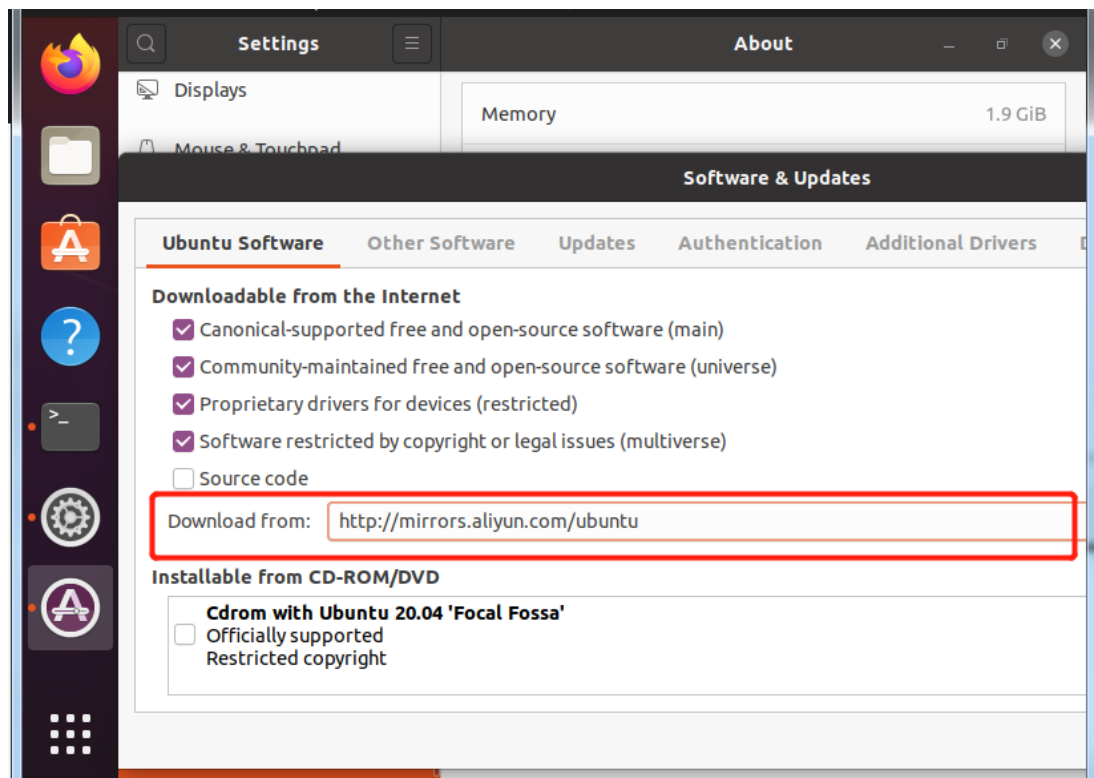 Settings
About
Displays
Memory
1.9 GiB
Mouse & Touchpad
Software & Updates
Ubuntu Software
Other Software
Updates
Authentication
Additional Drivers
Downloadable from the Internet
Canonical-supported free and open-source software (main)
Community-maintained free and open-source software (universe)
Proprietary drivers for devices (restricted)
Software restricted by copyright or legal issues (multiverse)
Source code
Download from: http://mirrors.aliyun.com/ubuntu
Installable from CD-ROM/DVD
Cdrom with Ubuntu 20.04 'Focal Fossa'
Officially supported
Restricted copyright